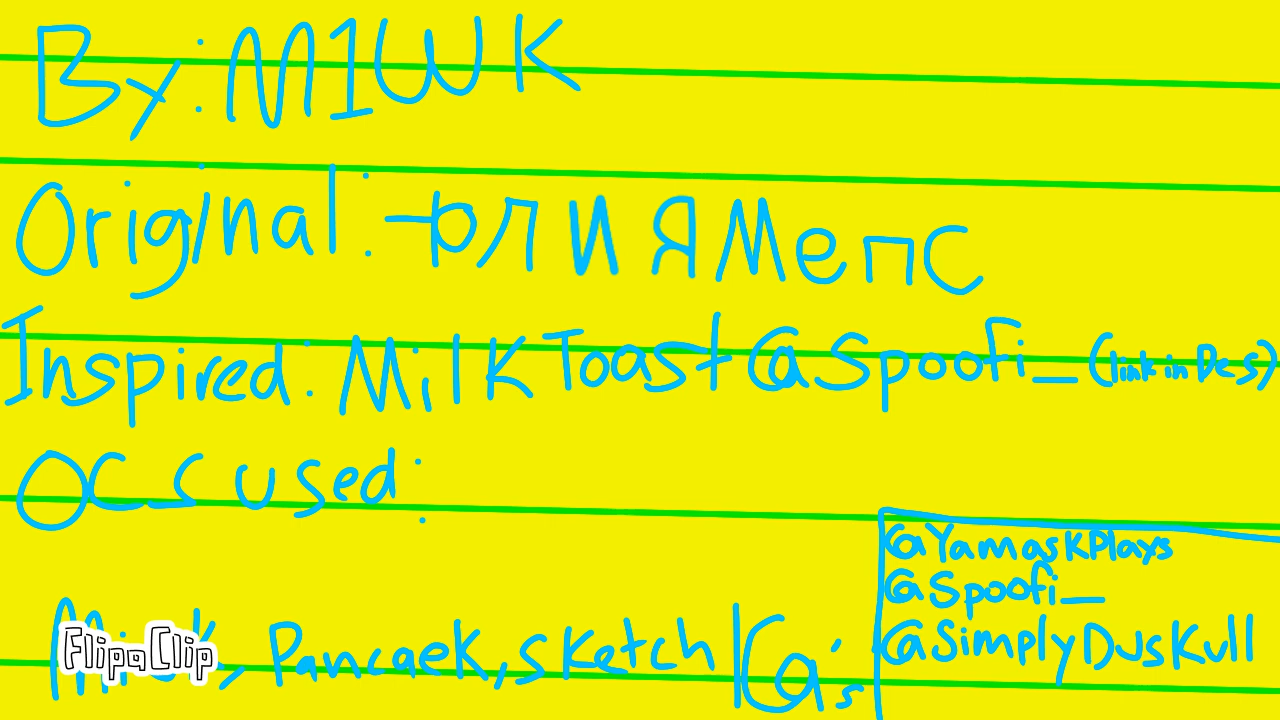 By: M1WK
Original: юлиямепс
Inspired: MilkToast @Spoofi_ (link in Des)
OCs used:
FlipaClip, Pancaek, sketch |@'s
@YamaskPlays
@Spoofi_
@SimplyDJsKull